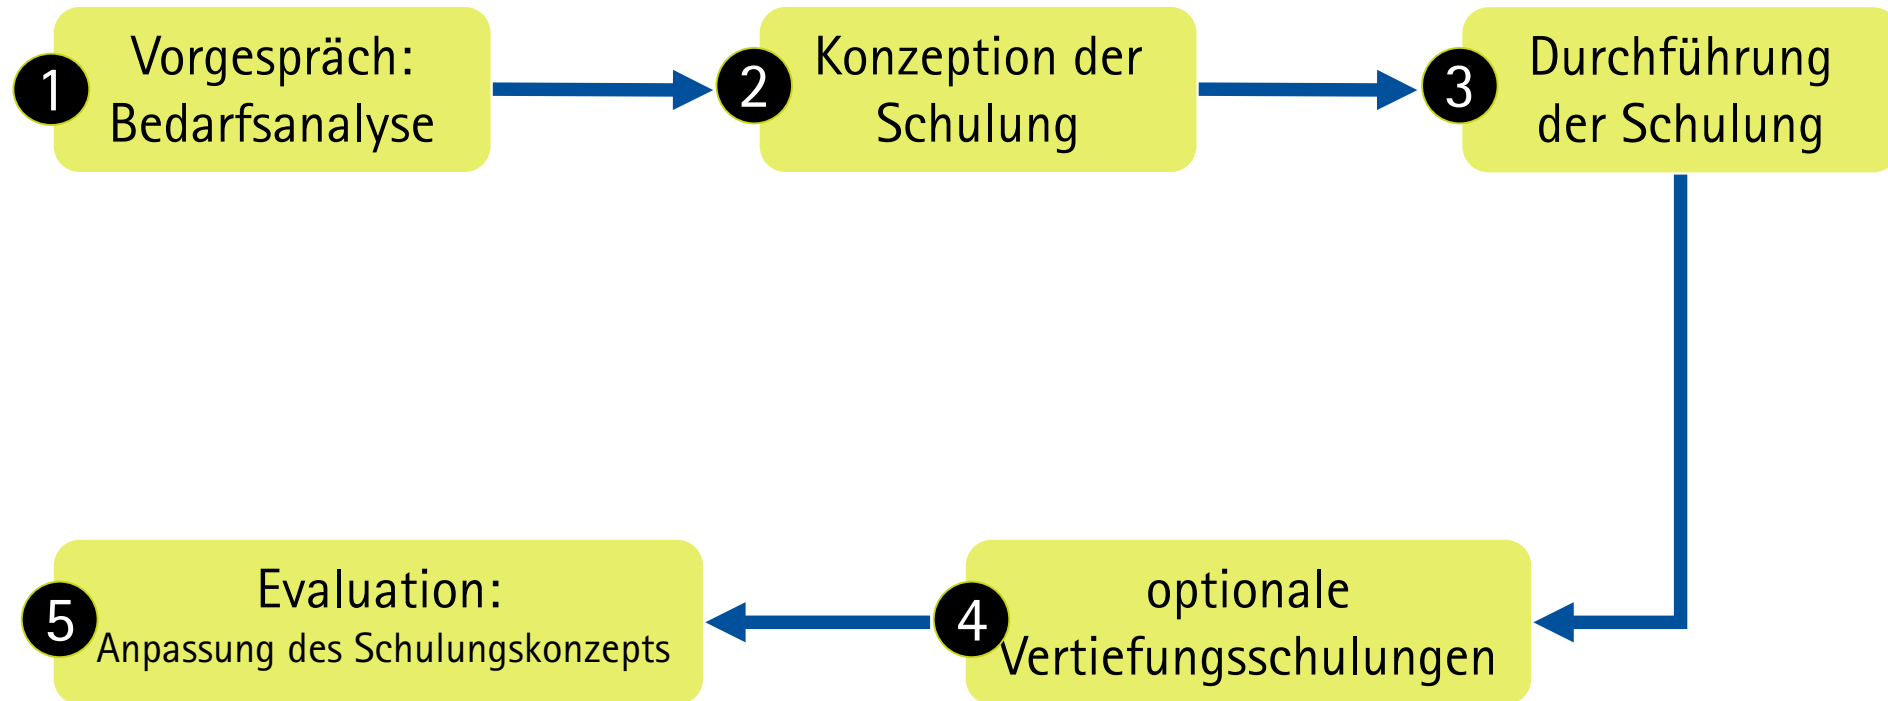 1
Vorgespräch:
Bedarfsanalyse
2
Konzeption der
Schulung
3
Durchführung
der Schulung
4
optionale
Vertiefungsschulungen
5
Evaluation:
Anpassung des Schulungskonzepts